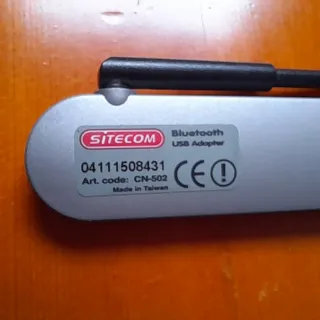 SITECOM
Bluetooth
USB Adapter
04111508431
Art. code: CN-502
Made in Taiwan
CE